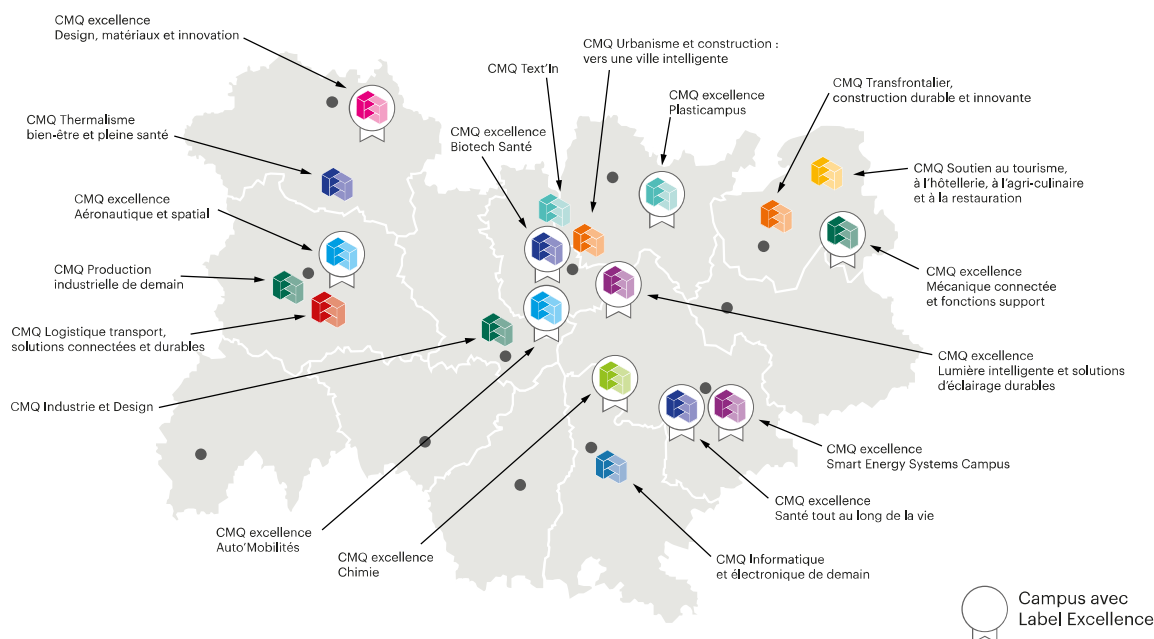 CMQ excellence
Design, matériaux et innovation
CMQ Thermalisme
bien-être et pleine santé
CMQ excellence
Aéronautique et spatial
CMQ Production
industrielle de demain
CMQ Logistique transport,
solutions connectées et durables
CMQ Industrie et Design
CMQ Text'In
CMQ excellence
Biotech Santé
CMQ Urbanisme et construction :
vers une ville intelligente
CMQ excellence
Plasticampus
CMQ Transfrontalier,
construction durable et innovante
CMQ Soutien au tourisme,
à l'hôtellerie, à l'agri-culinaire
et à la restauration
CMQ excellence
Mécanique connectée
et fonctions support
CMQ excellence
Lumière intelligente et solutions
d'éclairage durables
CMQ excellence
Smart Energy Systems Campus
CMQ excellence
Santé tout au long de la vie
CMQ Informatique
et électronique de demain
CMQ excellence
Auto'Mobilités
CMQ excellence
Chimie
Campus avec
Label Excellence